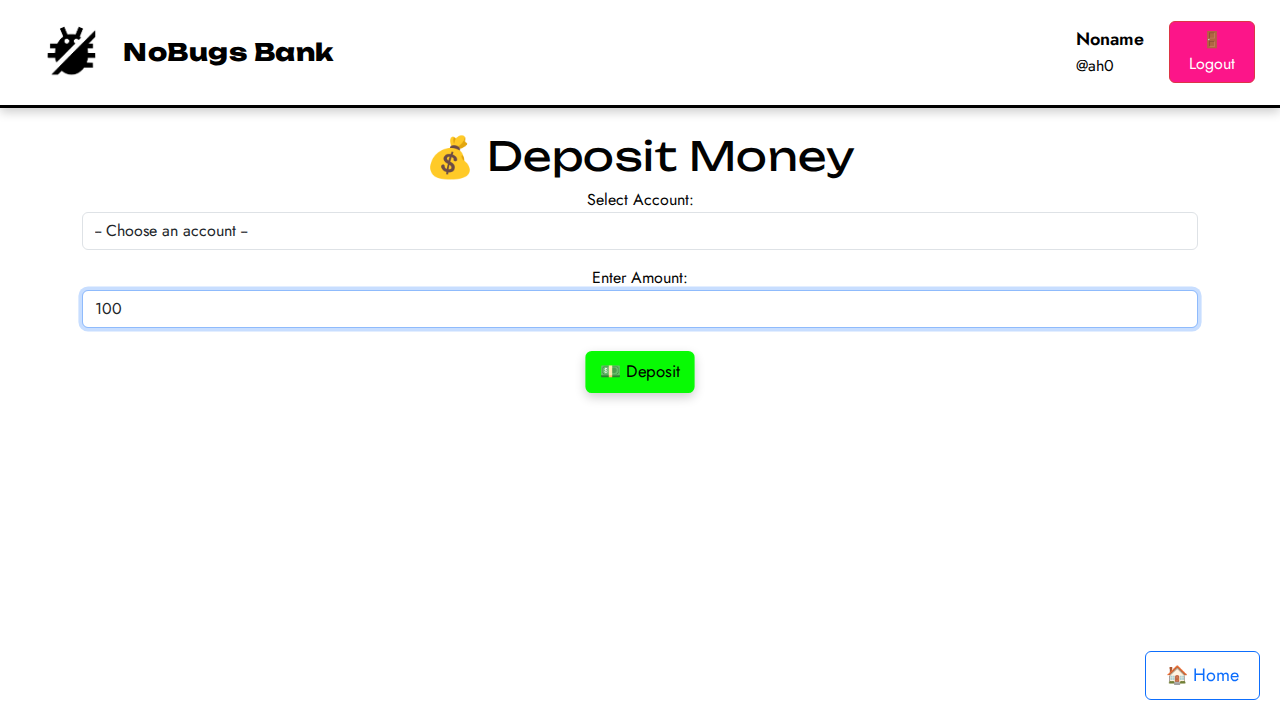 NoBugs Bank
Noname
@ah0
🚪
Logout
💰 Deposit Money
Select Account:
-- Choose an account --
Enter Amount:
100
💵 Deposit
🏠 Home